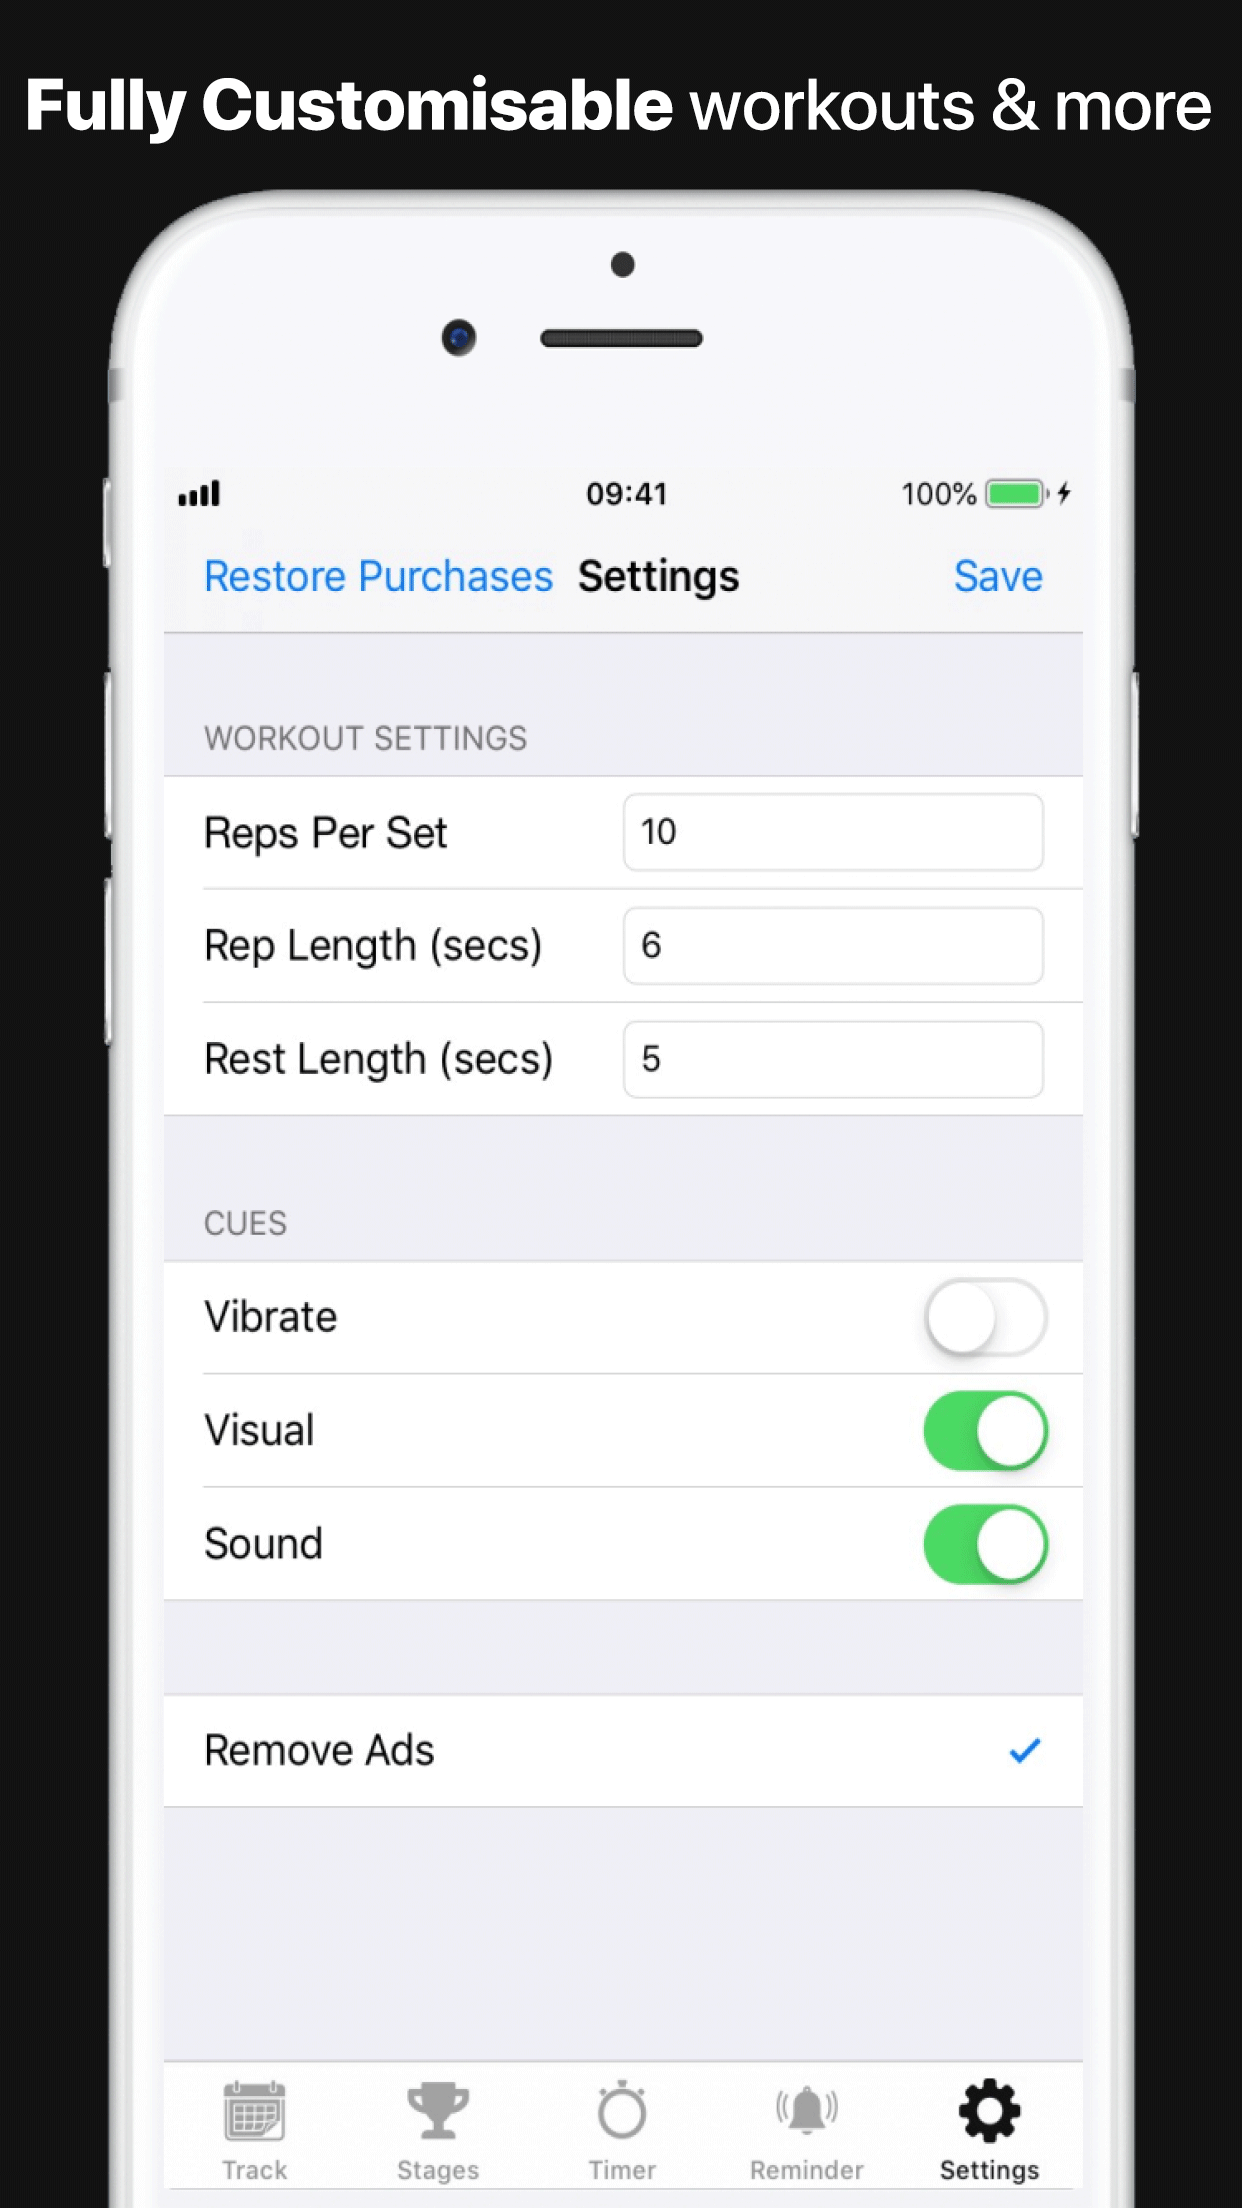 Fully Customisable workouts & more
09:41
100%
Restore Purchases Settings Save
WORKOUT SETTINGS
Reps Per Set 10
Rep Length (secs) 6
Rest Length (secs) 5
CUES
Vibrate
Visual
Sound
Remove Ads
Track Stages Timer Reminder Settings